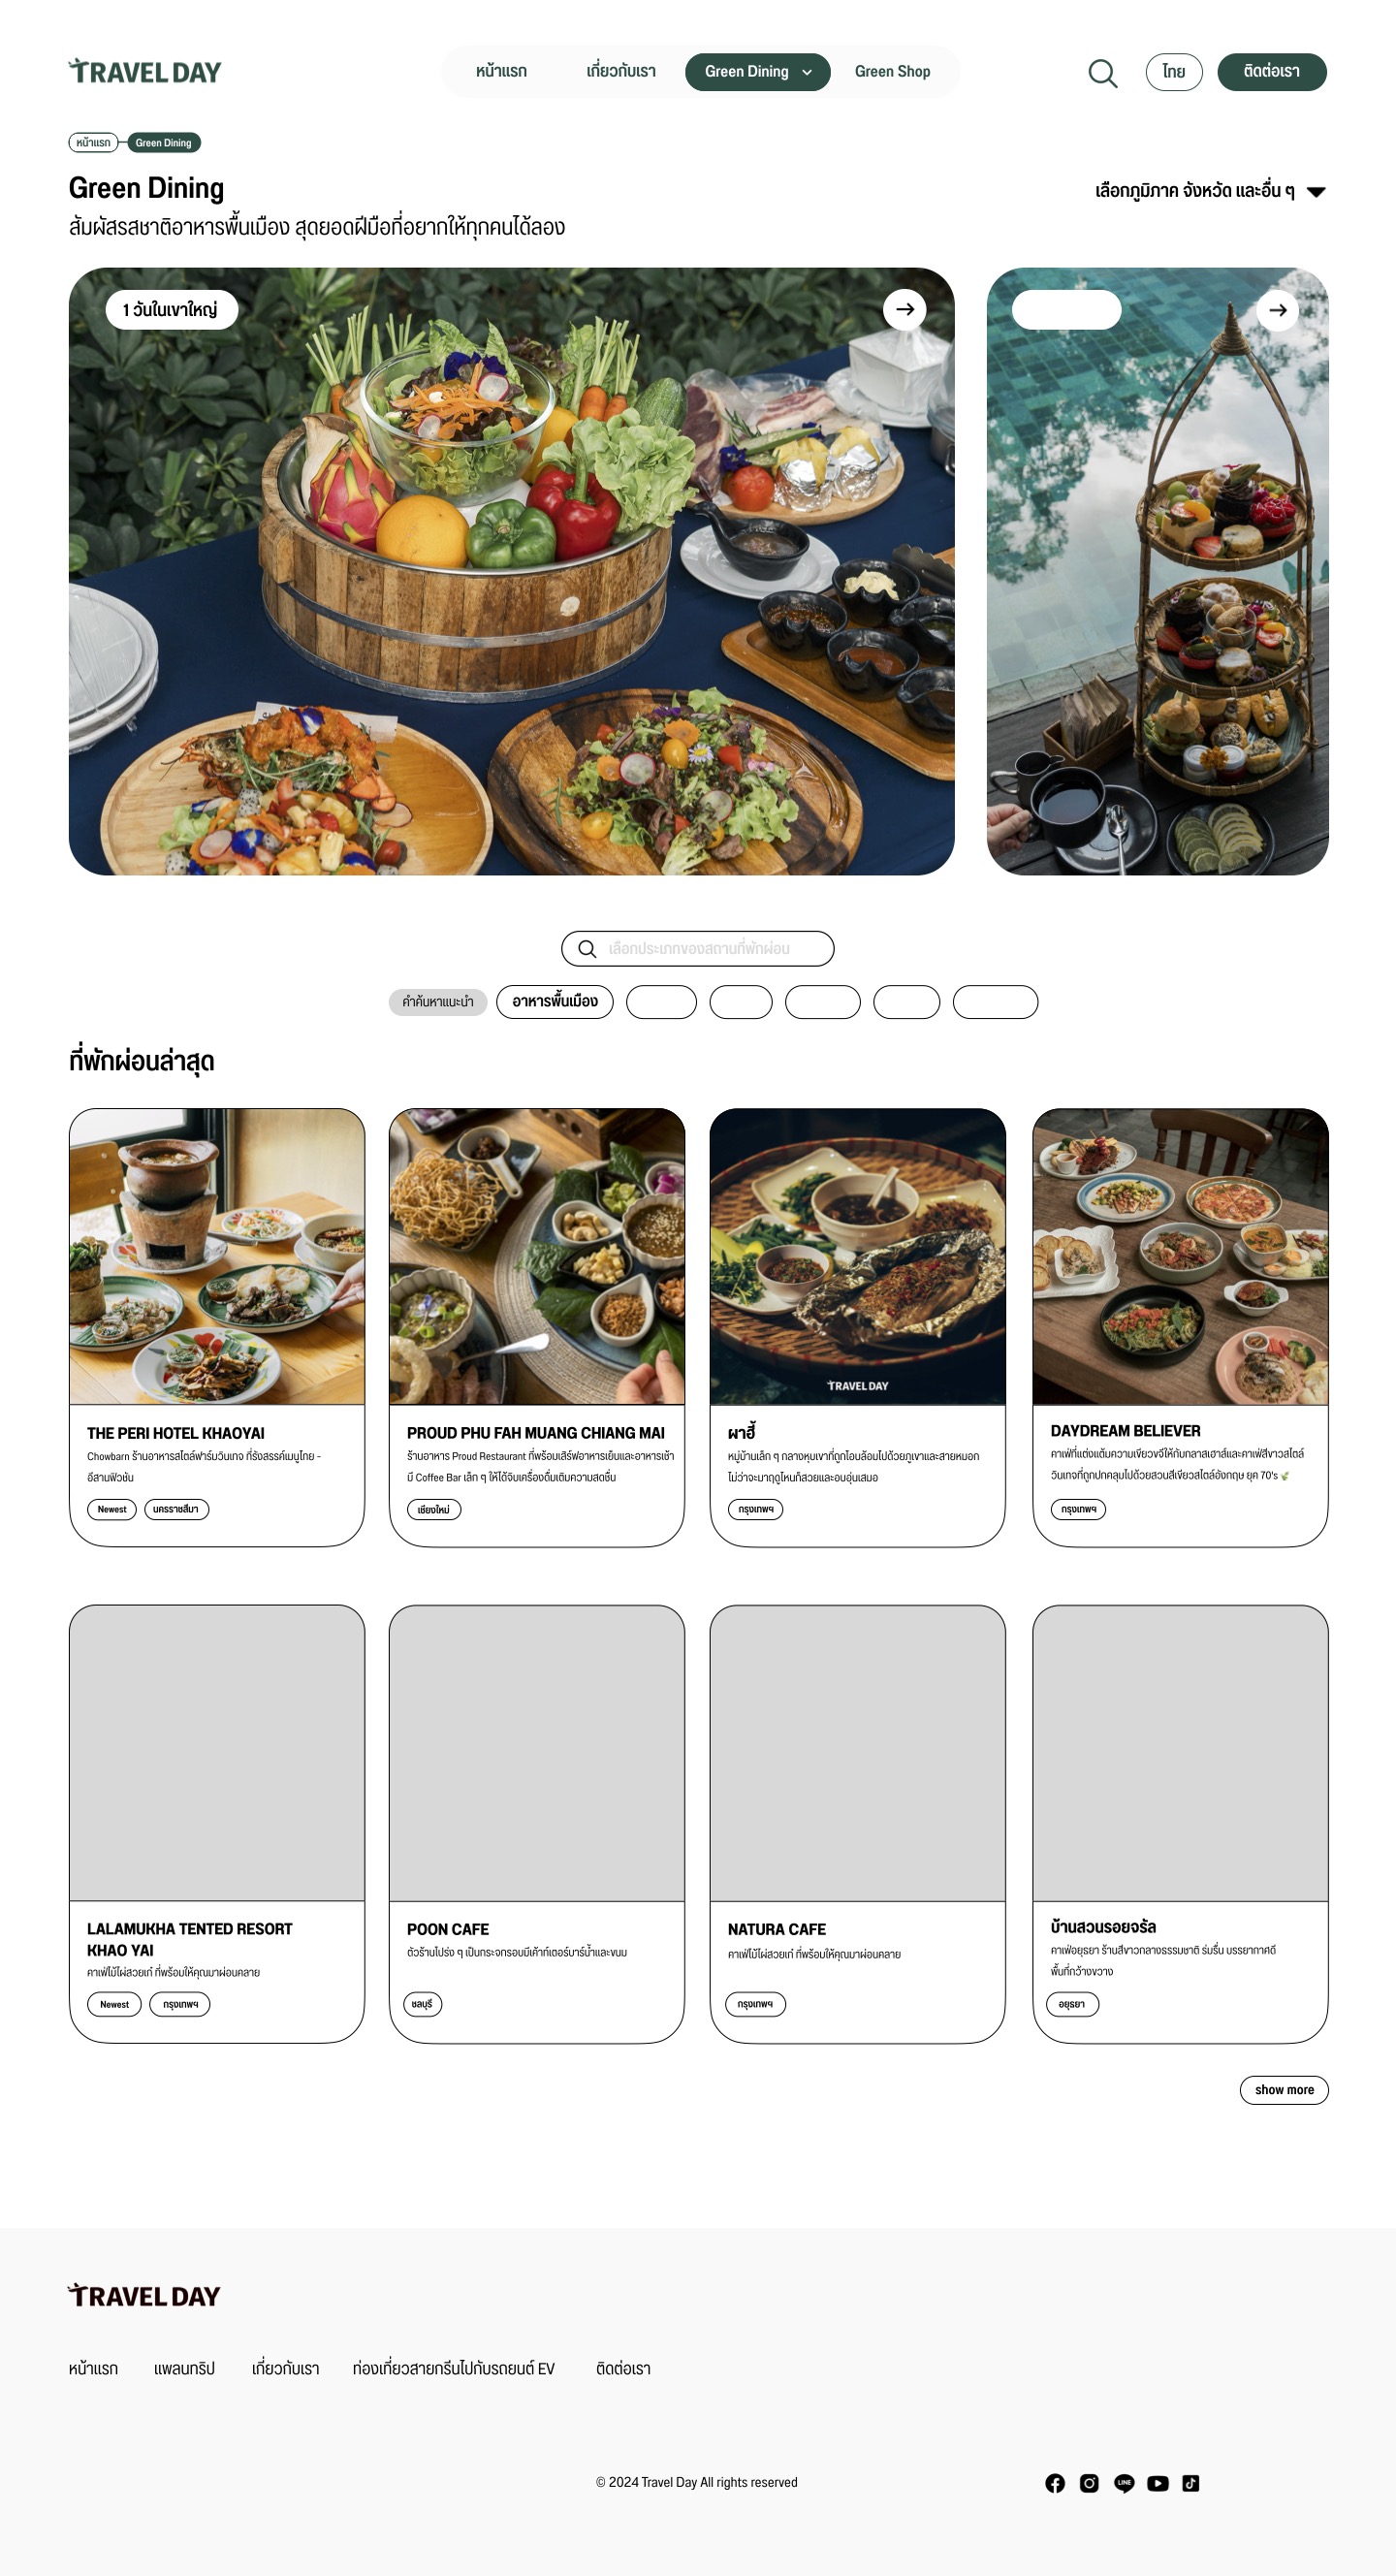 TRAVEL DAY
หน้าแรก เกี่ยวกับเรา Green Dining Green Shop
ไทย ติดต่อเรา
หน้าแรก Green Dining
Green Dining
เลือกภูมิภาค จังหวัด และอื่น ๆ
สัมผัสรสชาติอาหารพื้นเมือง สุดยอดฝีมือที่อยากให้ทุกคนได้ลอง
1 วันในเขาใหญ่
เลือกประเภทของสถานที่พักผ่อน
คำค้นหาแนะนำ อาหารพื้นเมือง
ที่พักผ่อนล่าสุด
TRAVEL DAY
THE PERI HOTEL KHAOYAI
Chowbarn ร้านอาหารสไตล์ฟาร์มวินเทจ ที่รังสรรค์เมนูไทย -
อีสานฟิวชัน
Newest นครราชสีมา
PROUD PHU FAH MUANG CHIANG MAI
ร้านอาหาร Proud Restaurant ที่พร้อมเสิร์ฟอาหารเย็นและอาหารเช้า
มี Coffee Bar เล็ก ๆ ให้ได้จิบเครื่องดื่มเติมความสดชื่น
เชียงใหม่
ผาฮี้
หมู่บ้านเล็ก ๆ กลางหุบเขาที่ถูกโอบล้อมไปด้วยภูเขาและสายหมอก
ไม่ว่าจะมาฤดูไหนก็สวยและอบอุ่นเสมอ
กรุงเทพฯ
DAYDREAM BELIEVER
คาเฟ่ที่แต่งแต้มความเขียวขจีให้กับกลาสเฮาส์และคาเฟ่สีขาวสไตล์
วินเทจที่ถูกปกคลุมไปด้วยสวนสีเขียวสไตล์อังกฤษ ยุค 70's
กรุงเทพฯ
LALAMUKHA TENTED RESORT
KHAO YAI
คาเฟ่ไม้ไผ่สวยเก๋ ที่พร้อมให้คุณมาผ่อนคลาย
Newest กรุงเทพฯ
POON CAFE
ตัวร้านโปร่ง ๆ เป็นกระจกรอบมีเค้าท์เตอร์บาร์น้ำและขนม
ชลบุรี
NATURA CAFE
คาเฟ่ไม้ไผ่สวยเก๋ ที่พร้อมให้คุณมาผ่อนคลาย
กรุงเทพฯ
บ้านสวนรอยจรัล
คาเฟ่อยุธยา ร้านสีขาวกลางธรรมชาติ ร่มรื่น บรรยากาศดี
พื้นที่กว้างขวาง
อยุธยา
show more
TRAVEL DAY
หน้าแรก แพลนทริป เกี่ยวกับเรา ท่องเที่ยวสายกรีนไปกับรถยนต์ EV ติดต่อเรา
© 2024 Travel Day All rights reserved
LINE